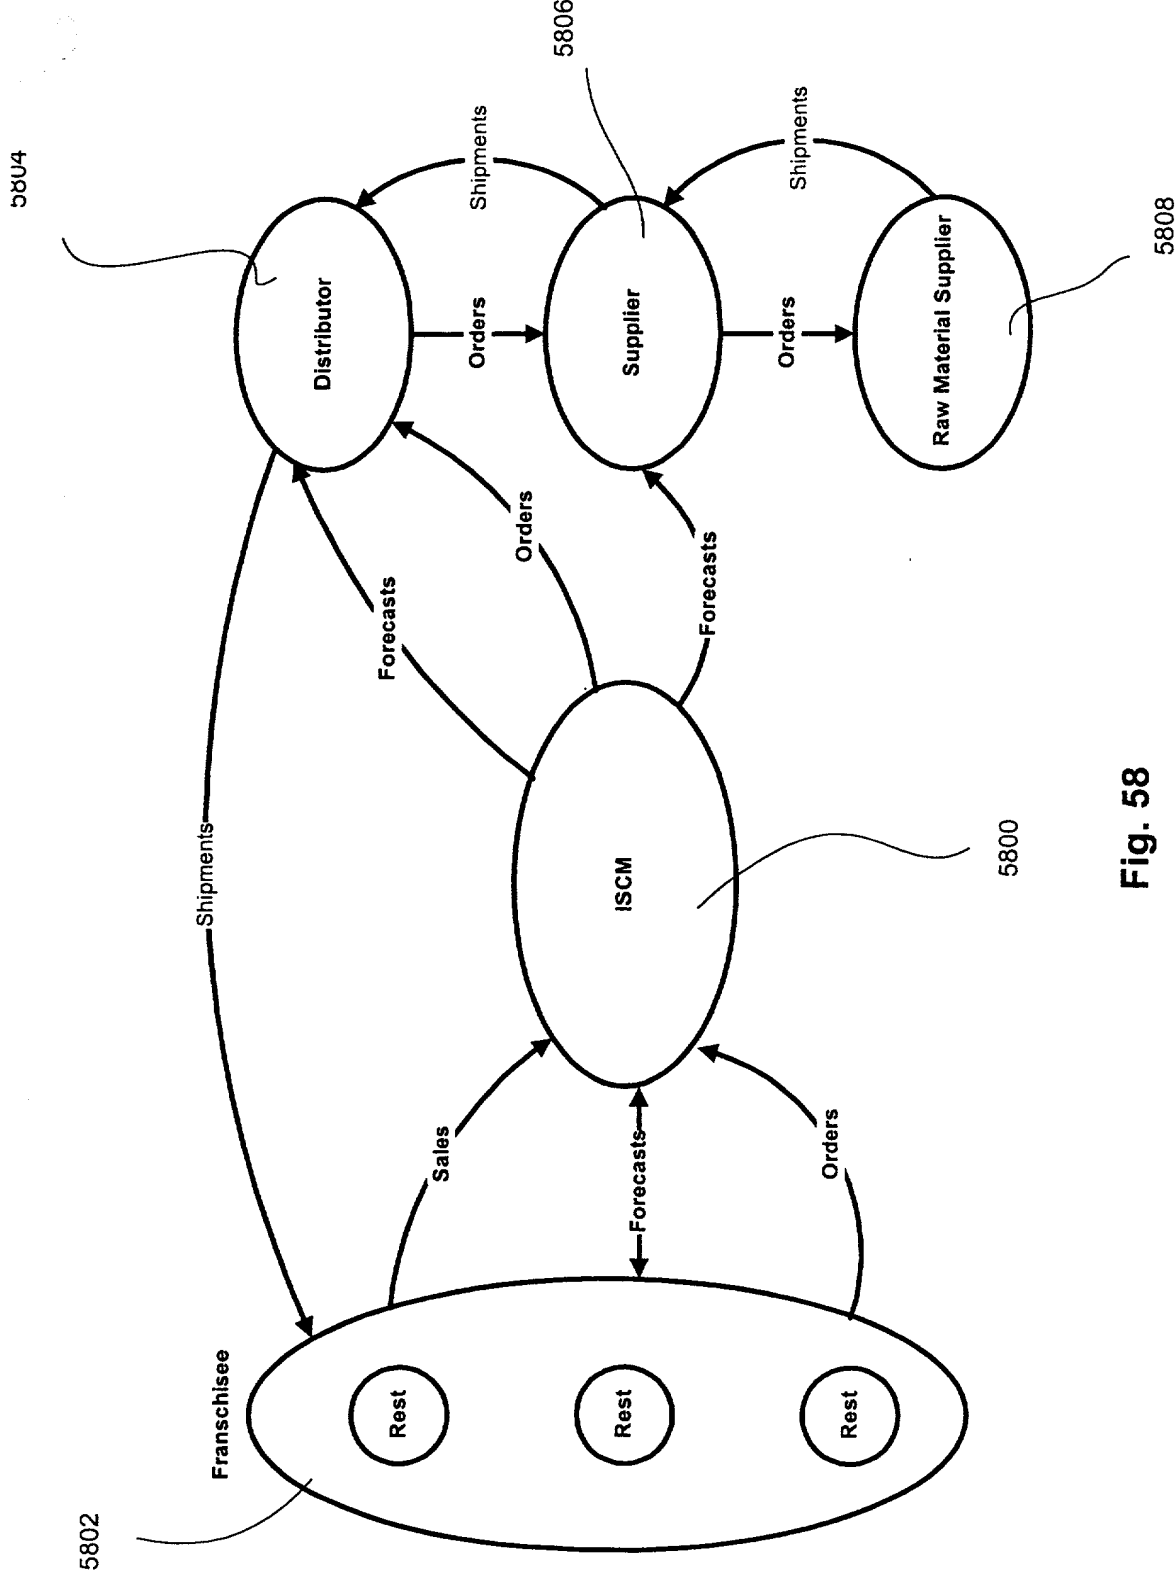 5804
5802
Franschisee
Shipments
Distributor
Rest
Sales
Forecasts
Orders
Orders
Shipments
5806
Rest
Forecasts
ISCM
Supplier
Forecasts
Orders
Shipments
Rest
Orders
Raw Material Supplier
5800
5808
Fig. 58